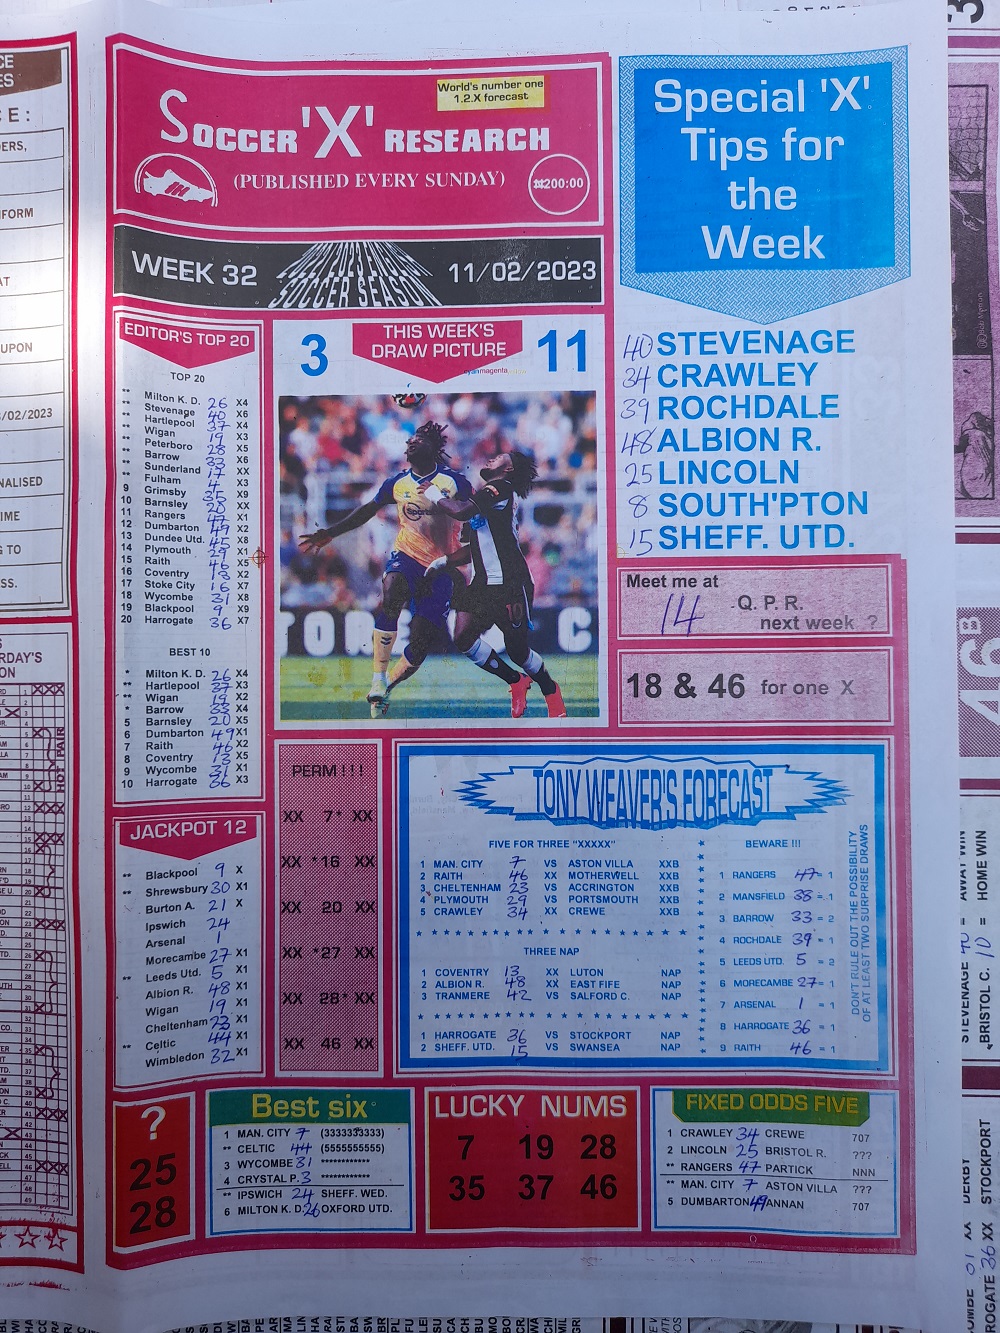 World's number one
1.2.X forecast
SOCCER 'X' RESEARCH
(PUBLISHED EVERY SUNDAY)
₦200:00
WEEK 32
SOCCER SEASON
11/02/2023
Special 'X'
Tips for
the
Week
40 STEVENAGE
34 CRAWLEY
39 ROCHDALE
48 ALBION R.
25 LINCOLN
8 SOUTH'PTON
15 SHEFF. UTD.
Meet me at
14 Q. P. R.
next week ?
18 & 46 for one X
EDITOR'S TOP 20
TOP 20
** Milton K. D. 26 X4
** Stevenage 40 X6
** Hartlepool 37 X4
** Wigan 19 X3
** Peterboro 28 X5
** Barrow 33 X6
** Sunderland 17 XX
** Fulham 4 X3
9 Grimsby 35 X9
10 Barnsley 20 XX
11 Rangers 47 X1
12 Dumbarton 49 X2
13 Dundee Utd. 45 X8
14 Plymouth 29 X1
15 Raith 46 X5
16 Coventry 13 X2
17 Stoke City 16 X7
18 Wycombe 31 X8
19 Blackpool 9 X9
20 Harrogate 36 X7
BEST 10
* Milton K. D. 26 X4
** Hartlepool 37 X3
** Wigan 19 X2
* Barrow 33 X4
5 Barnsley 20 X5
6 Dumbarton 49 X1
7 Raith 46 X2
8 Coventry 13 X5
9 Wycombe 31 X1
10 Harrogate 36 X3
3
THIS WEEK'S
DRAW PICTURE
11
JACKPOT 12
** Blackpool 9 X
** Shrewsbury 30 X1
Burton A. 21 X
Ipswich 24
Arsenal 1
Morecambe 27 X1
** Leeds Utd. 5 X1
Albion R. 48 X1
Wigan 19 X1
Cheltenham 23 X1
** Celtic 44 X1
Wimbledon 32 X1
PERM !!!
XX 7* XX
XX *16 XX
XX 20 XX
XX *27 XX
XX 28* XX
XX 46 XX
TONY WEAVER'S FORECAST
FIVE FOR THREE "XXXXX"
1 MAN. CITY 7 VS ASTON VILLA XXB
2 RAITH 46 XX MOTHERWELL XXB
3 CHELTENHAM 23 XX ACCRINGTON XXB
4 PLYMOUTH 29 VS PORTSMOUTH XXB
5 CRAWLEY 34 XX CREWE XXB
THREE NAP
1 COVENTRY 13 XX LUTON NAP
2 ALBION R. 48 XX EAST FIFE NAP
3 TRANMERE 42 XX SALFORD C. NAP
1 HARROGATE 36 VS STOCKPORT NAP
2 SHEFF. UTD. 15 VS SWANSEA NAP
BEWARE !!!
1 RANGERS 47 = 1
2 MANSFIELD 38 = 1
3 BARROW 33 = 2
4 ROCHDALE 39 = 1
5 LEEDS UTD. 5 = 2
6 MORECAMBE 27 = 1
7 ARSENAL 1 = 1
8 HARROGATE 36 = 1
9 RAITH 46 = 1
DON'T RULE OUT THE POSSIBILITY
OF AT LEAST TWO SURPRISE DRAWS
?
25
28
Best six
1 MAN. CITY 7 (3333333333)
** CELTIC 44 (5555555555)
3 WYCOMBE 31 ************
4 CRYSTAL P. 3 ************
** IPSWICH 24 SHEFF. WED.
6 MILTON K. D. 26 OXFORD UTD.
LUCKY NUMS
7 19 28
35 37 46
FIXED ODDS FIVE
1 CRAWLEY 34 CREWE 707
2 LINCOLN 25 BRISTOL R. ???
** RANGERS 47 PARTICK NNN
** MAN. CITY 7 ASTON VILLA ???
5 DUMBARTON 49 ANNAN 707
46B
STEVENAGE 40 = AWAY WIN
*BRISTOL C. 10 = HOME WIN
XX DERBY
ROGATE 36 XX STOCKPORT